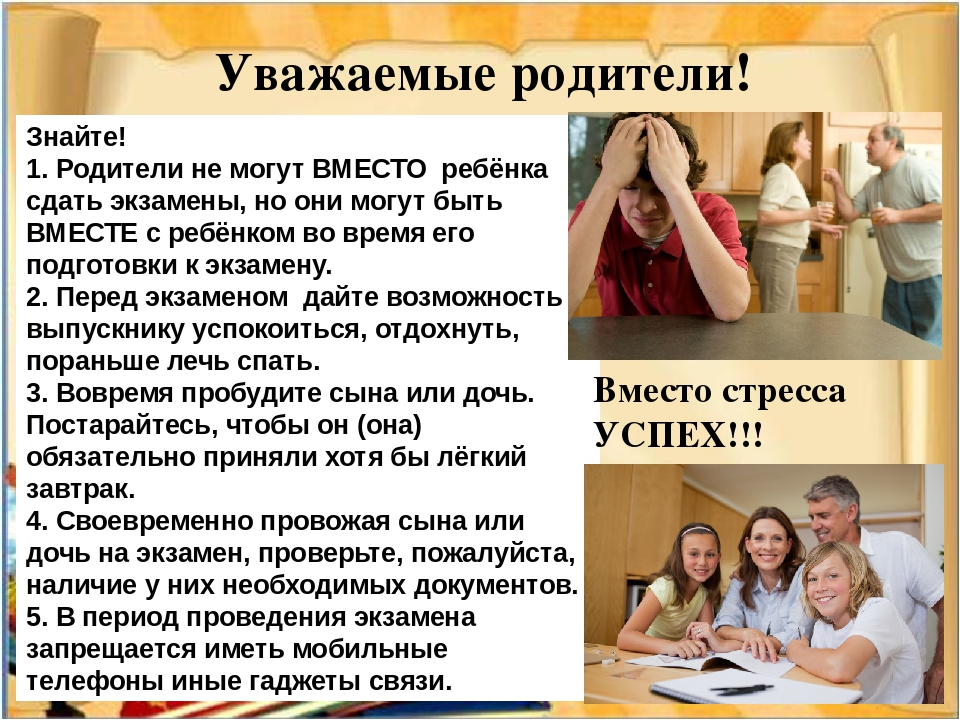 Уважаемые родители!
Знайте!
1. Родители не могут ВМЕСТО ребёнка
сдать экзамены, но они могут быть
ВМЕСТЕ с ребёнком во время его
подготовки к экзамену.
2. Перед экзаменом дайте возможность
выпускнику успокоиться, отдохнуть,
пораньше лечь спать.
3. Вовремя пробудите сына или дочь.
Постарайтесь, чтобы он (она)
обязательно приняли хотя бы лёгкий
завтрак.
4. Своевременно провожая сына или
дочь на экзамен, проверьте, пожалуйста,
наличие у них необходимых документов.
5. В период проведения экзамена
запрещается иметь мобильные
телефоны иные гаджеты связи.
Вместо стресса
УСПЕХ!!!